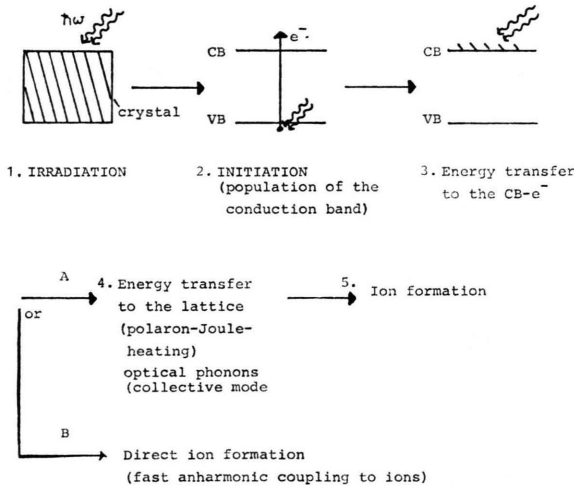 ħω
crystal
CB
e⁻
VB
CB
VB
1. IRRADIATION
2. INITIATION
(population of the
conduction band)
3. Energy transfer
to the CB-e⁻
A
or
4. Energy transfer
to the lattice
(polaron-Joule-
heating)
optical phonons
(collective mode
5. Ion formation
B
Direct ion formation
(fast anharmonic coupling to ions)